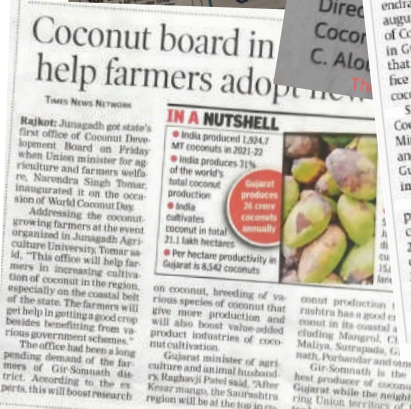 Coconut board in
help farmers adopt new
TIMES NEWS NETWORK
Rajkot: Junagadh got state's
first office of Coconut Deve-
lopment Board on Friday
when Union minister for ag-
riculture and farmers welfa-
re, Narendra Singh Tomar,
inaugurated it on the occa-
sion of World Coconut Day.
Addressing the coconut-
growing farmers at the event
organized in Junagadh Agri-
culture University, Tomar sa-
id, "This office will help far-
mers in increasing cultiva-
tion of coconut in the region,
especially on the coastal belt
of the state. The farmers will
get help in getting a good crop
besides benefitting from va-
rious government schemes."
The office had been a long
pending demand of the far-
mers of Gir-Somnath dis-
trict. According to the ex-
perts, this will boost research
IN A NUTSHELL
India produced 1,924.7
MT coconuts in 2021-22
India produces 31%
of the world's
total coconut
production
India
cultivates
coconut in total
21.1 lakh hectares
Per hectare productivity in
Gujarat is 8,542 coconuts
Gujarat
produces
26 crore
coconuts
annually
on coconut, breeding of va-
rious species of coconut that
give more production and
will also boost value-added
product industries of coco-
nut cultivation.
Gujarat minister of agri-
culture and animal husband-
ry, Raghavji Patel said, "After
Kesar mango, the Saurashtra
region will be at the top in
conut production
rashtra has a good
conut in its coastal
cluding Mangrol,
Maliya, Sutrapada,
nath, Porbandar and
Gir-Somnath is the
hest producer of coconut
Gujarat while the neigh
ring Union territory of
Direc
Cocon
C. Alo
of Co
in G
that
fice